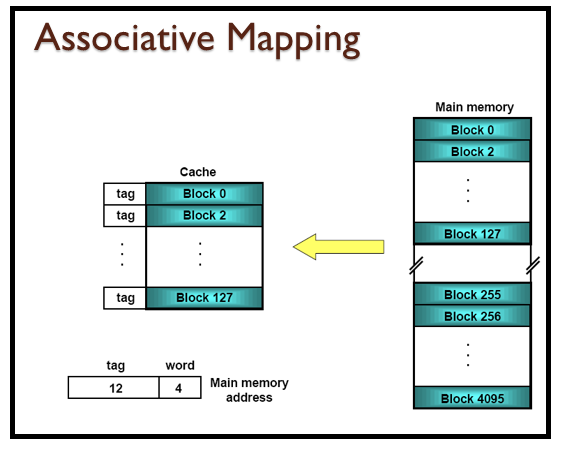 Associative Mapping
Main memory
Block 0
Block 2
Block 127
Block 255
Block 256
Block 4095
Cache
tag Block 0
tag Block 2
tag Block 127
tag word
12 4
Main memory
address